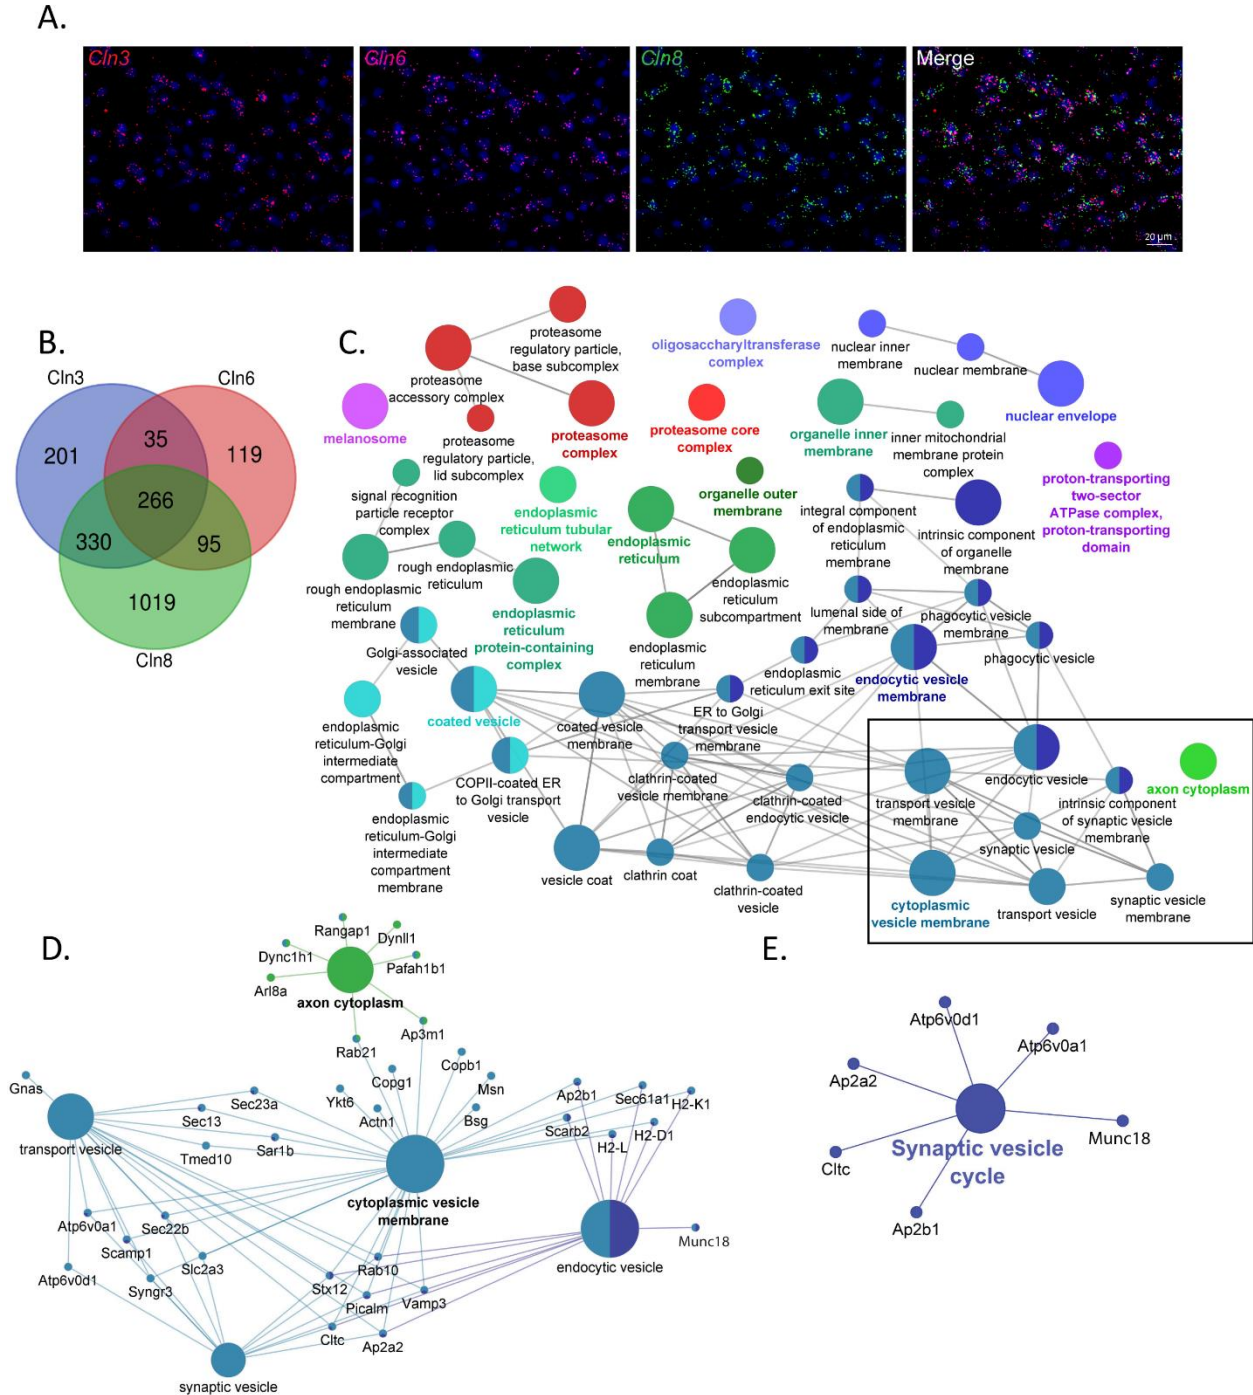 A.
Cln3
Cln6
Cln8
Merge
20 µm
B.
Cln3
Cln6
201
35
119
266
330
95
1019
Cln8
C.
proteasome
regulatory particle,
base subcomplex
proteasome
accessory complex
oligosaccharyltransferase
complex
nuclear inner
membrane
nuclear membrane
nuclear envelope
melanosome
proteasome
regulatory particle,
lid subcomplex
proteasome
complex
proteasome core
complex
organelle inner
membrane
inner mitochondrial
membrane protein
complex
proton-transporting
two-sector
ATPase complex,
proton-transporting
domain
signal recognition
particle receptor
complex
endoplasmic
reticulum tubular
network
organelle outer
membrane
endoplasmic
reticulum
integral component
of endoplasmic
reticulum
membrane
intrinsic component
of organelle
membrane
rough endoplasmic
reticulum
membrane
rough endoplasmic
reticulum
endoplasmic
reticulum
protein-containing
complex
endoplasmic
reticulum
subcompartment
endoplasmic
reticulum
membrane
lumenal side of
membrane
phagocytic vesicle
membrane
phagocytic vesicle
Golgi-associated
vesicle
endoplasmic
reticulum exit site
endocytic vesicle
membrane
coated vesicle
coated vesicle
membrane
ER to Golgi
transport vesicle
membrane
endoplasmic
reticulum-Golgi
intermediate
compartment
COPII-coated ER
to Golgi transport
vesicle
clathrin-coated
vesicle membrane
clathrin-coated
endocytic vesicle
transport vesicle
membrane
endocytic vesicle
intrinsic component
of synaptic vesicle
membrane
axon cytoplasm
endoplasmic
reticulum-Golgi
intermediate
compartment
membrane
vesicle coat
clathrin coat
clathrin-coated
vesicle
synaptic vesicle
cytoplasmic
vesicle membrane
transport vesicle
synaptic vesicle
membrane
D.
Rangap1
Dynll1
Dync1h1
Pafah1b1
Arl8a
axon cytoplasm
Rab21
Ap3m1
Gnas
Copg1
Copb1
Ykt6
Msn
Actn1
Bsg
Sec23a
Sec13
Tmed10
Sar1b
transport vesicle
Ap2b1
Sec61a1
H2-K1
Scarb2
H2-D1
H2-L
cytoplasmic vesicle
membrane
Atp6v0a1
Sec22b
Scamp1
Slc2a3
Atp6v0d1
Syngr3
Rab10
Stx12
Picalm
Vamp3
Cltc
Ap2a2
endocytic vesicle
Munc18
synaptic vesicle
E.
Atp6v0d1
Atp6v0a1
Ap2a2
Munc18
Synaptic vesicle
cycle
Cltc
Ap2b1